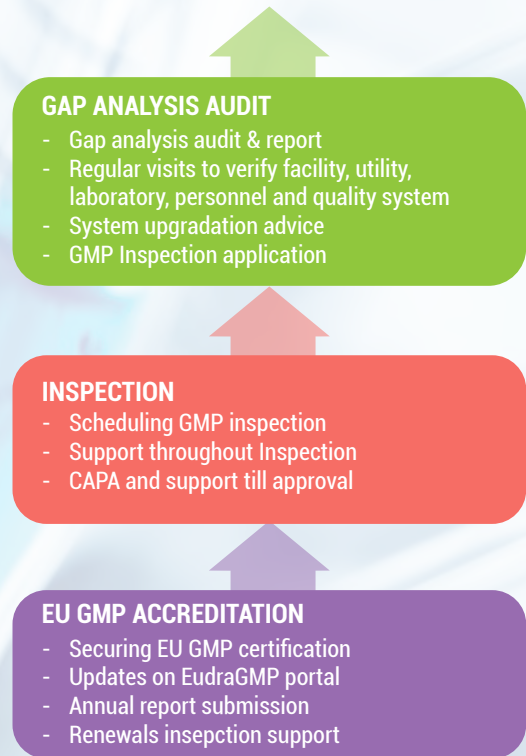 GAP ANALYSIS AUDIT
- Gap analysis audit & report
- Regular visits to verify facility, utility,
laboratory, personnel and quality system
- System upgradation advice
- GMP Inspection application
INSPECTION
- Scheduling GMP inspection
- Support throughout Inspection
- CAPA and support till approval
EU GMP ACCREDITATION
- Securing EU GMP certification
- Updates on EudraGMP portal
- Annual report submission
- Renewals insepction support